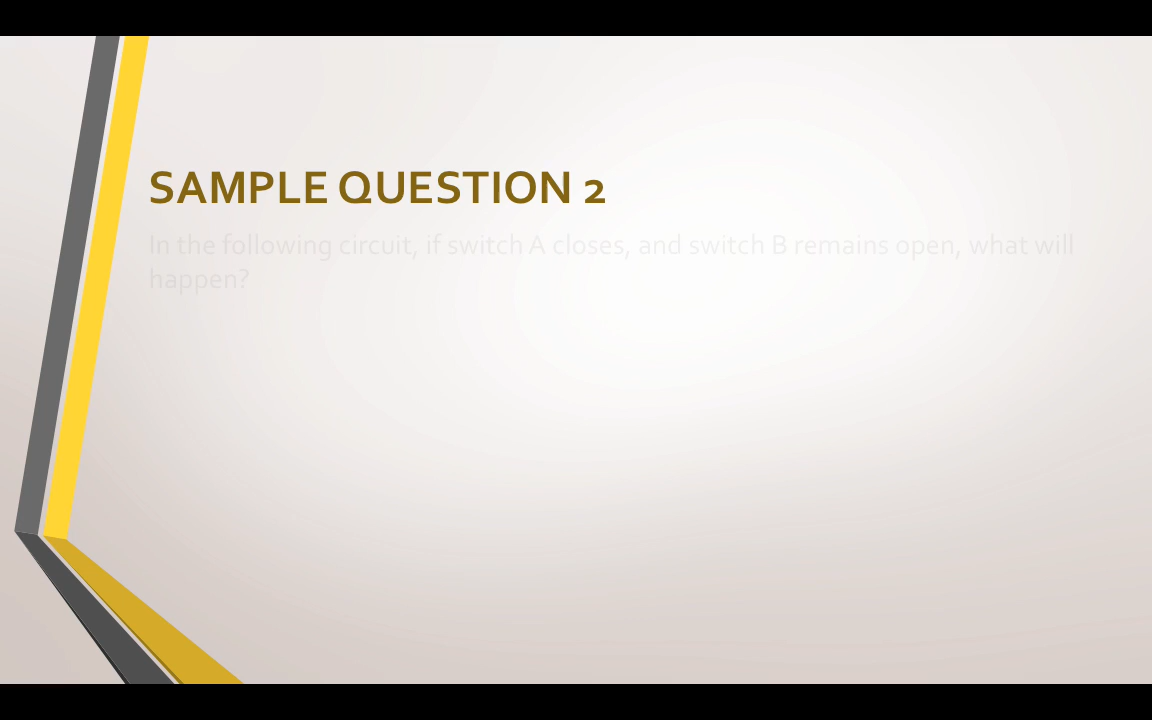 SAMPLE QUESTION 2
In the following circuit, if switch A closes, and switch B remains open, what will
happen?